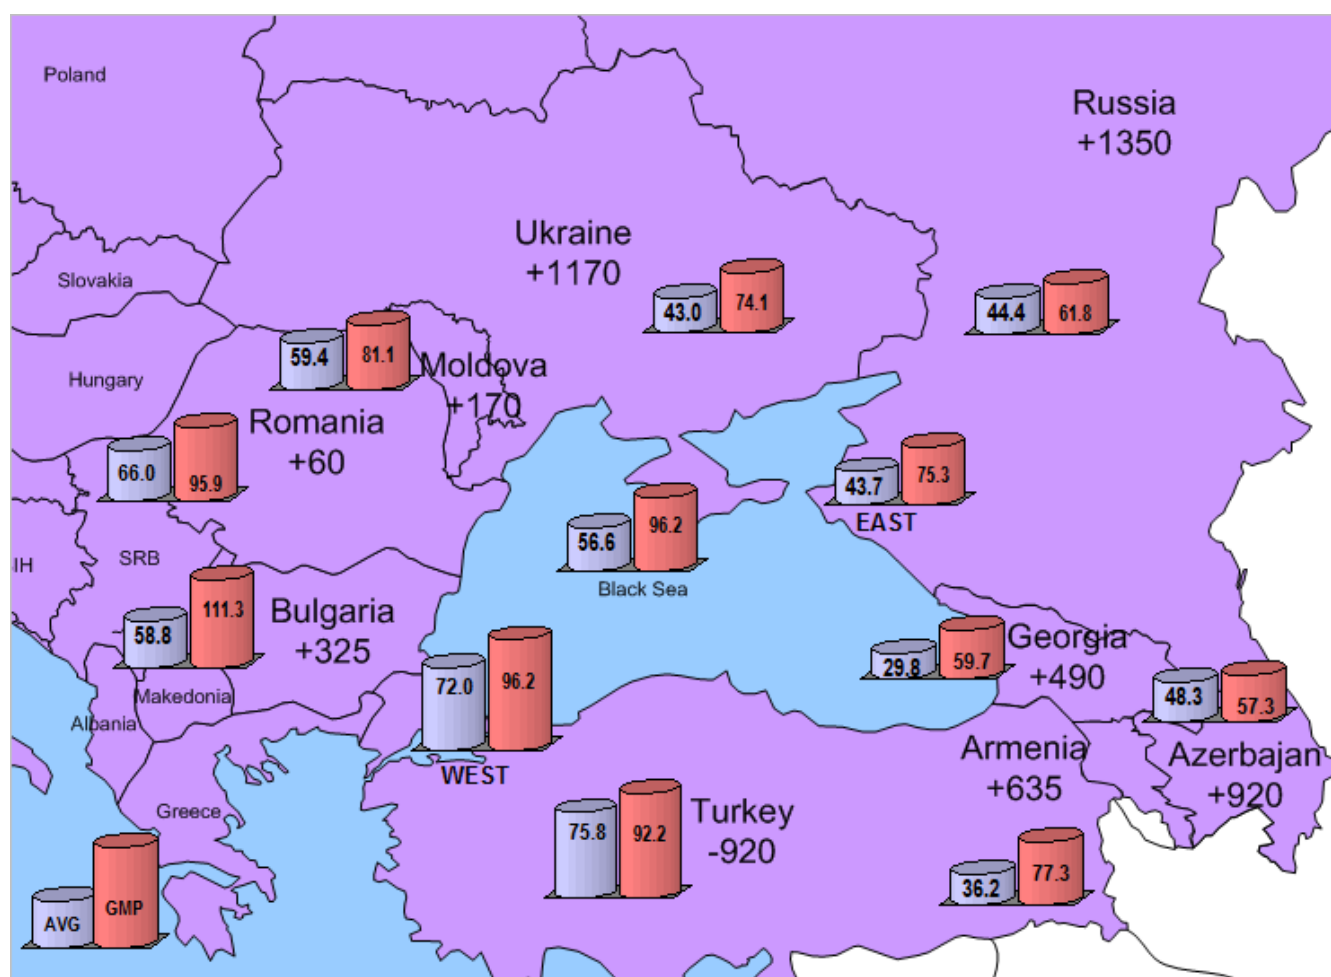 Poland
Russia
+1350
Ukraine
+1170
Slovakia
43.0
74.1
44.4
61.8
59.4
81.1
Moldova
+170
Hungary
Romania
+60
66.0
95.9
43.7
75.3
EAST
56.6
96.2
Black Sea
IH
SRB
Bulgaria
+325
58.8
111.3
Georgia
+490
29.8
59.7
72.0
96.2
WEST
Makedonia
Albania
48.3
57.3
Armenia
+635
Azerbajan
+920
Greece
75.8
92.2
Turkey
-920
36.2
77.3
AVG
GMP